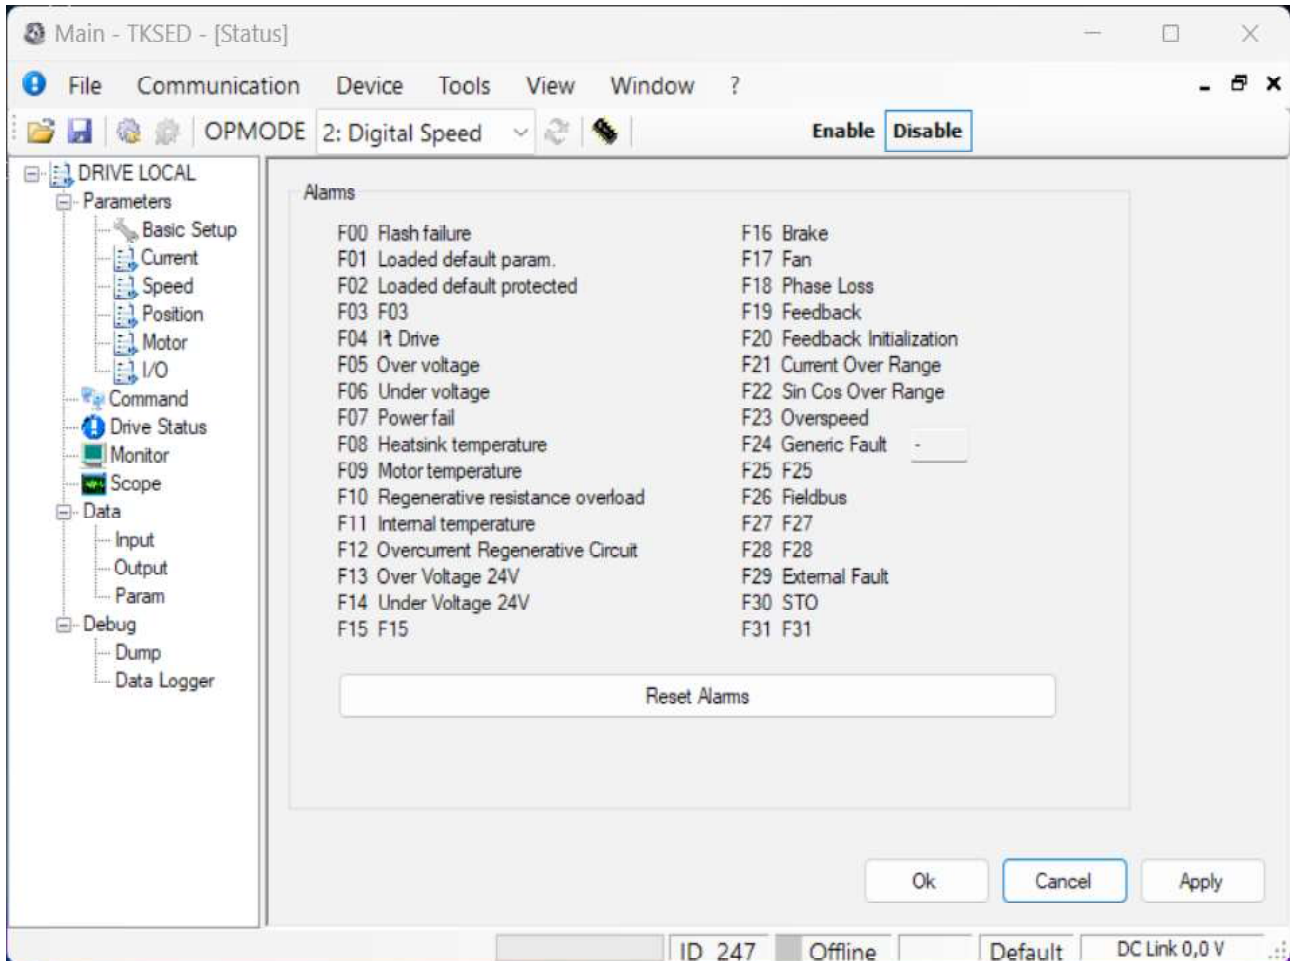 Main - TKSED - [Status]
File Communication Device Tools View Window ?
OPMODE 2: Digital Speed Enable Disable
DRIVE LOCAL
Parameters
Basic Setup
Current
Speed
Position
Motor
I/O
Command
Drive Status
Monitor
Scope
Data
Input
Output
Param
Debug
Dump
Data Logger
Alarms
F00 Flash failure
F01 Loaded default param.
F02 Loaded default protected
F03 F03
F04 I²t Drive
F05 Over voltage
F06 Under voltage
F07 Power fail
F08 Heatsink temperature
F09 Motor temperature
F10 Regenerative resistance overload
F11 Internal temperature
F12 Overcurrent Regenerative Circuit
F13 Over Voltage 24V
F14 Under Voltage 24V
F15 F15
F16 Brake
F17 Fan
F18 Phase Loss
F19 Feedback
F20 Feedback Initialization
F21 Current Over Range
F22 Sin Cos Over Range
F23 Overspeed
F24 Generic Fault -
F25 F25
F26 Fieldbus
F27 F27
F28 F28
F29 External Fault
F30 STO
F31 F31
Reset Alarms
Ok Cancel Apply
ID 247 Offline Default DC Link 0,0 V